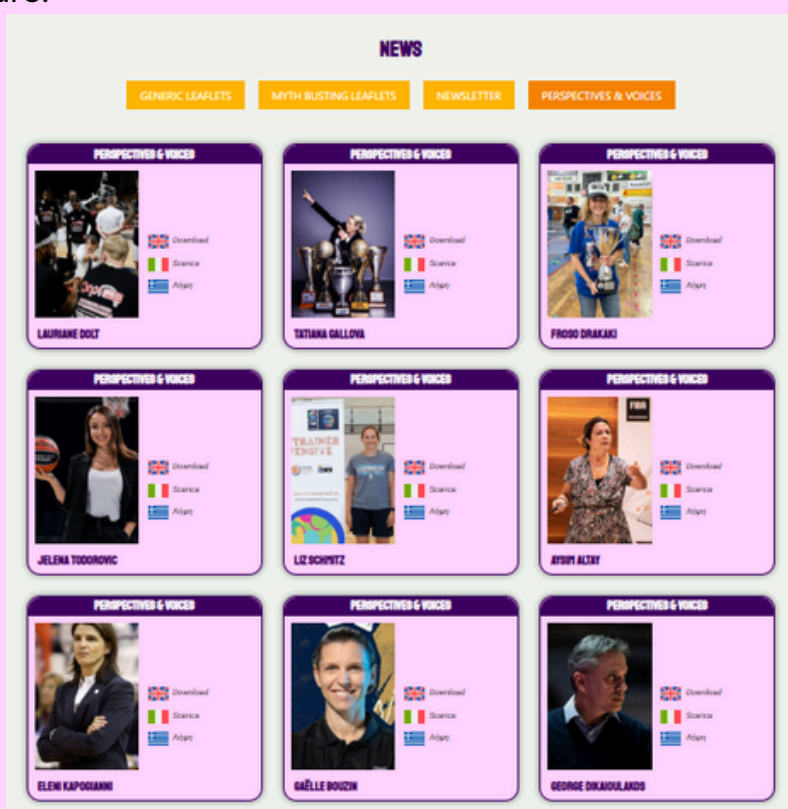 NEWS
GENERIC LEAFLETS MYTH BUSTING LEAFLETS NEWSLETTER PERSPECTIVES & VOICES
PERSPECTIVES & VOICES PERSPECTIVES & VOICES PERSPECTIVES & VOICES
Download Download Download
Scarica Scarica Scarica
Λήψη Λήψη Λήψη
LAURIANE DOLT TATIANA GALLOVA FROSO DRAKAKI
PERSPECTIVES & VOICES PERSPECTIVES & VOICES PERSPECTIVES & VOICES
FIBA
TRAINER
Download Download Download
Scarica Scarica Scarica
Λήψη Λήψη Λήψη
JELENA TODOROVIC LIZ SCHMITZ AYSIM ALTAY
PERSPECTIVES & VOICES PERSPECTIVES & VOICES PERSPECTIVES & VOICES
Download Download Download
Scarica Scarica Scarica
Λήψη Λήψη Λήψη
ELENI KAPOGIANNI GAËLLE BOUZIN GEORGE DIKAIOULAKOS